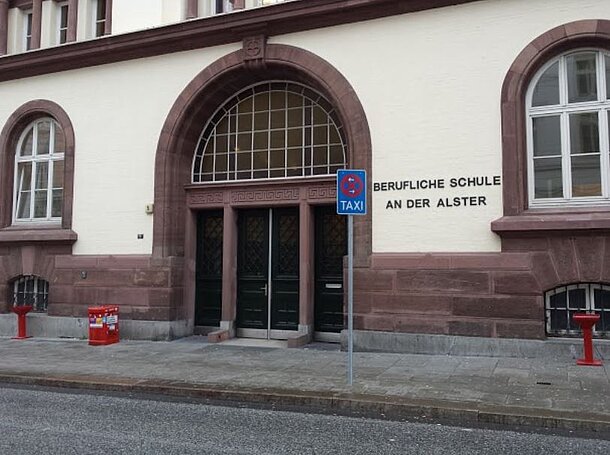 BERUFLICHE SCHULE
AN DER ALSTER
TAXI